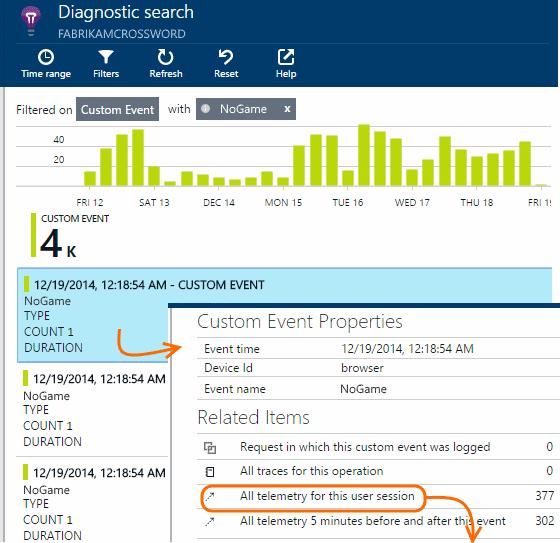 Diagnostic search
FABRIKAMCROSSWORD
Time range Filters Refresh Reset Help
Filtered on Custom Event with NoGame x
40
20
FRI 12 SAT 13 DEC 14 MON 15 TUE 16 WED 17 THU 18 FRI 19
CUSTOM EVENT
4 K
12/19/2014, 12:18:54 AM - CUSTOM EVENT
NoGame
TYPE
COUNT 1
DURATION
12/19/2014, 12:18:54 AM
NoGame
TYPE
COUNT 1
DURATION
12/19/2014, 12:18:54 AM
NoGame
TYPE
COUNT 1
DURATION
Custom Event Properties
Event time 12/19/2014, 12:18:54 AM
Device Id browser
Event name NoGame
Related Items
Request in which this custom event was logged 0
All traces for this operation 0
All telemetry for this user session 377
All telemetry 5 minutes before and after this event 302